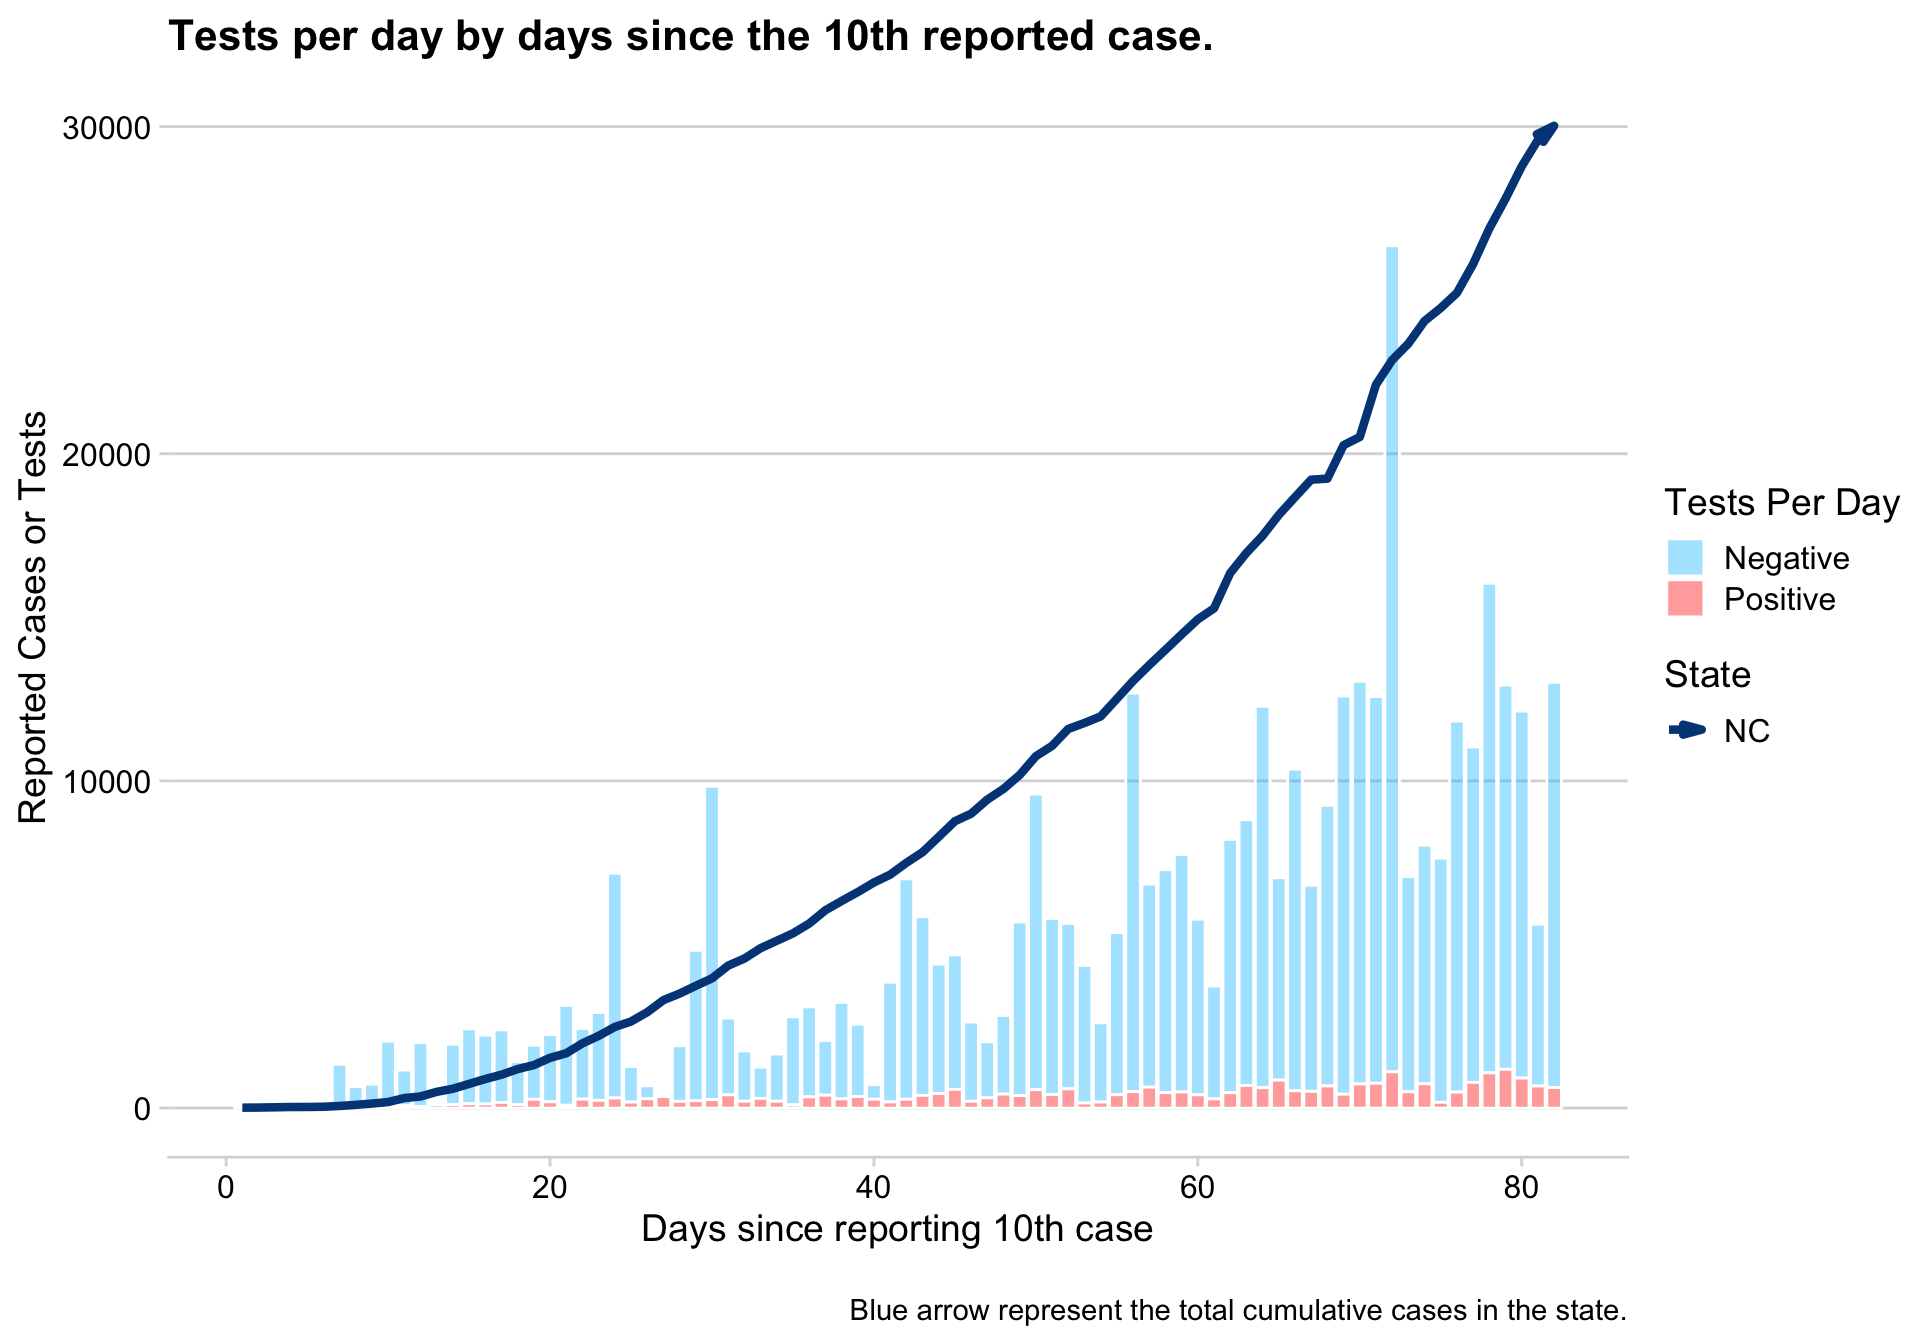 Tests per day by days since the 10th reported case.
30000
20000
10000
0
Reported Cases or Tests
0 20 40 60 80
Days since reporting 10th case
Tests Per Day
Negative
Positive
State
NC
Blue arrow represent the total cumulative cases in the state.